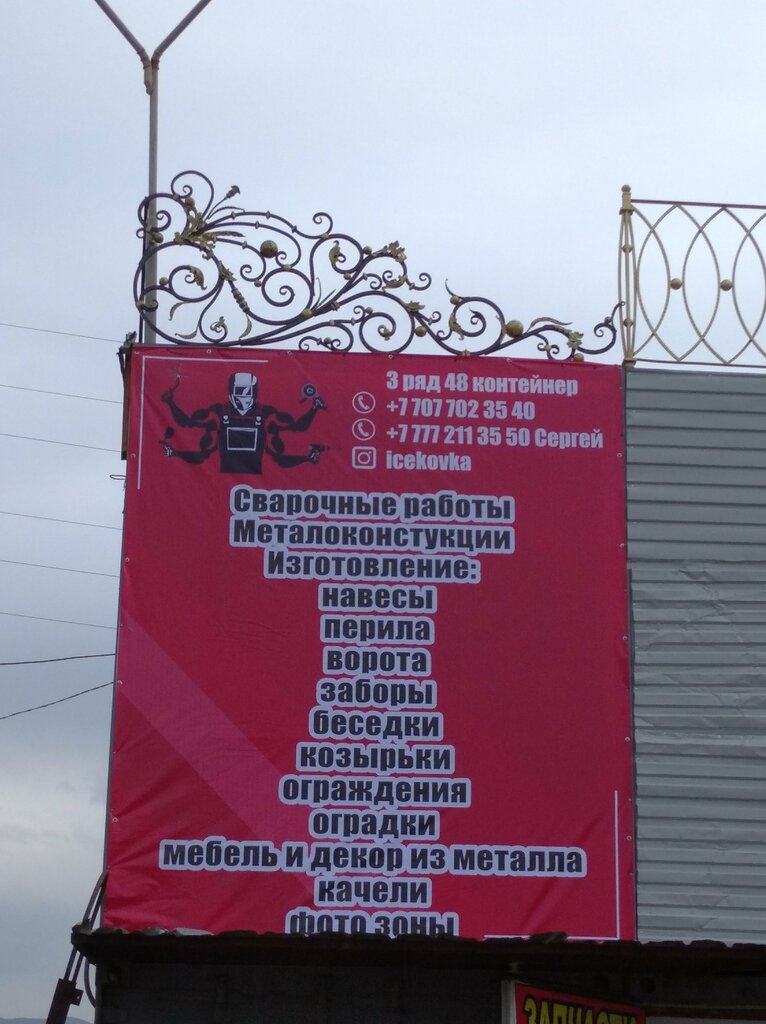 3 ряд 48 контейнер
+7 707 702 35 40
+7 777 211 35 50 Сергей
icekovka
Сварочные работы
Металоконстукции
Изготовление:
навесы
перила
ворота
заборы
беседки
козырьки
ограждения
оградки
мебель и декор из металла
качели
фото зоны
ЗАПЧАСТИ